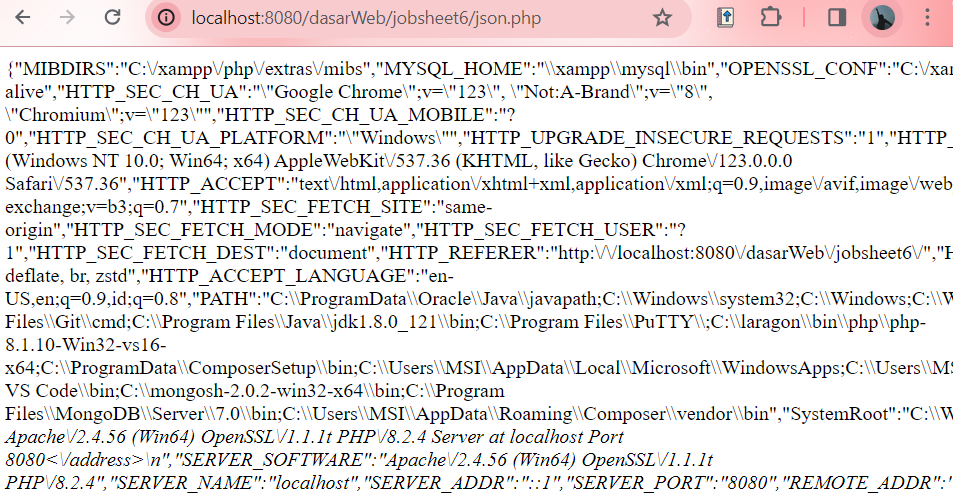 localhost:8080/dasarWeb/jobsheet6/json.php
{"MIBDIRS":"C:\/xampp\/php\/extras\/mibs","MYSQL_HOME":"\\xampp\\mysql\\bin","OPENSSL_CONF":"C:\/xam
alive","HTTP_SEC_CH_UA":"\"Google Chrome\";v=\"123\", \"Not:A-Brand\";v=\"8\",
\"Chromium\";v=\"123\"","HTTP_SEC_CH_UA_MOBILE":"?
0","HTTP_SEC_CH_UA_PLATFORM":"\"Windows\"","HTTP_UPGRADE_INSECURE_REQUESTS":"1","HTTP_
(Windows NT 10.0; Win64; x64) AppleWebKit\/537.36 (KHTML, like Gecko) Chrome\/123.0.0.0
Safari\/537.36","HTTP_ACCEPT":"text\/html,application\/xhtml+xml,application\/xml;q=0.9,image\/avif,image\/web
exchange;v=b3;q=0.7","HTTP_SEC_FETCH_SITE":"same-
origin","HTTP_SEC_FETCH_MODE":"navigate","HTTP_SEC_FETCH_USER":"?
1","HTTP_SEC_FETCH_DEST":"document","HTTP_REFERER":"http:\/\/localhost:8080\/dasarWeb\/jobsheet6\/","H
deflate, br, zstd","HTTP_ACCEPT_LANGUAGE":"en-
US,en;q=0.9,id;q=0.8","PATH":"C:\\ProgramData\\Oracle\\Java\\javapath;C:\\Windows\\system32;C:\\Windows;C:\\W
Files\\Git\\cmd;C:\\Program Files\\Java\\jdk1.8.0_121\\bin;C:\\Program Files\\PuTTY\\;C:\\laragon\\bin\\php\\php-
8.1.10-Win32-vs16-
x64;C:\\ProgramData\\ComposerSetup\\bin;C:\\Users\\MSI\\AppData\\Local\\Microsoft\\WindowsApps;C:\\Users\\MS
VS Code\\bin;C:\\mongosh-2.0.2-win32-x64\\bin;C:\\Program
Files\\MongoDB\\Server\\7.0\\bin;C:\\Users\\MSI\\AppData\\Roaming\\Composer\\vendor\\bin","SystemRoot":"C:\\W
Apache\/2.4.56 (Win64) OpenSSL\/1.1.1t PHP\/8.2.4 Server at localhost Port
8080<\/address>\n","SERVER_SOFTWARE":"Apache\/2.4.56 (Win64) OpenSSL\/1.1.1t
PHP\/8.2.4","SERVER_NAME":"localhost","SERVER_ADDR":"::1","SERVER_PORT":"8080","REMOTE_ADDR":"